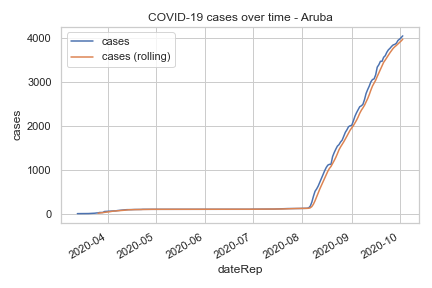 COVID-19 cases over time - Aruba
cases
cases (rolling)
4000
3000
2000
1000
0
cases
2020-04
2020-05
2020-06
2020-07
2020-08
2020-09
2020-10
dateRep